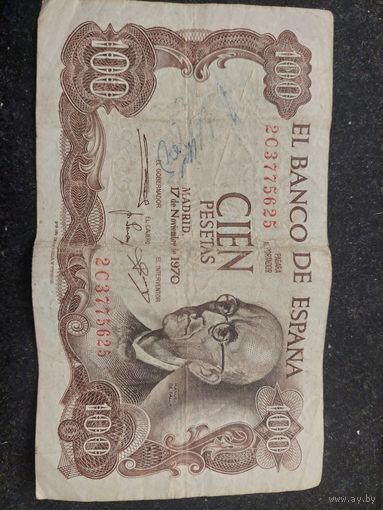 100
100
EL BANCO DE ESPAÑA
2C3775625
PAGARÁ
AL PORTADOR
CIEN
PESETAS
MADRID,
17 de Noviembre de 1970
EL GOBERNADOR
EL CAJERO
EL INTERVENTOR
2C3775625
100
100
www.ay.by